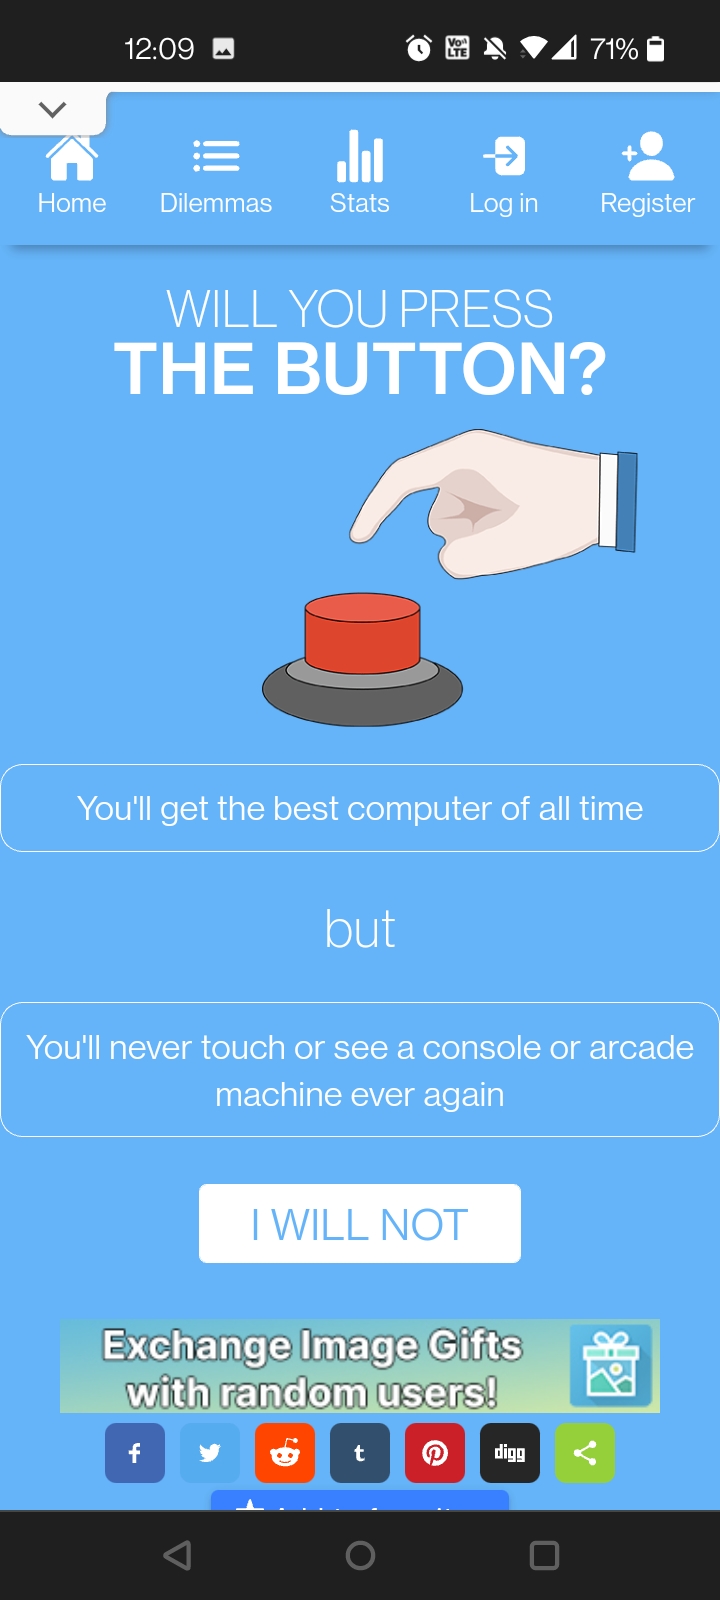 12:09
Vo)) LTE
71%
Home
Dilemmas
Stats
Log in
Register
WILL YOU PRESS
THE BUTTON?
You'll get the best computer of all time
but
You'll never touch or see a console or arcade
machine ever again
I WILL NOT
Exchange Image Gifts
with random users!
f
t
digg